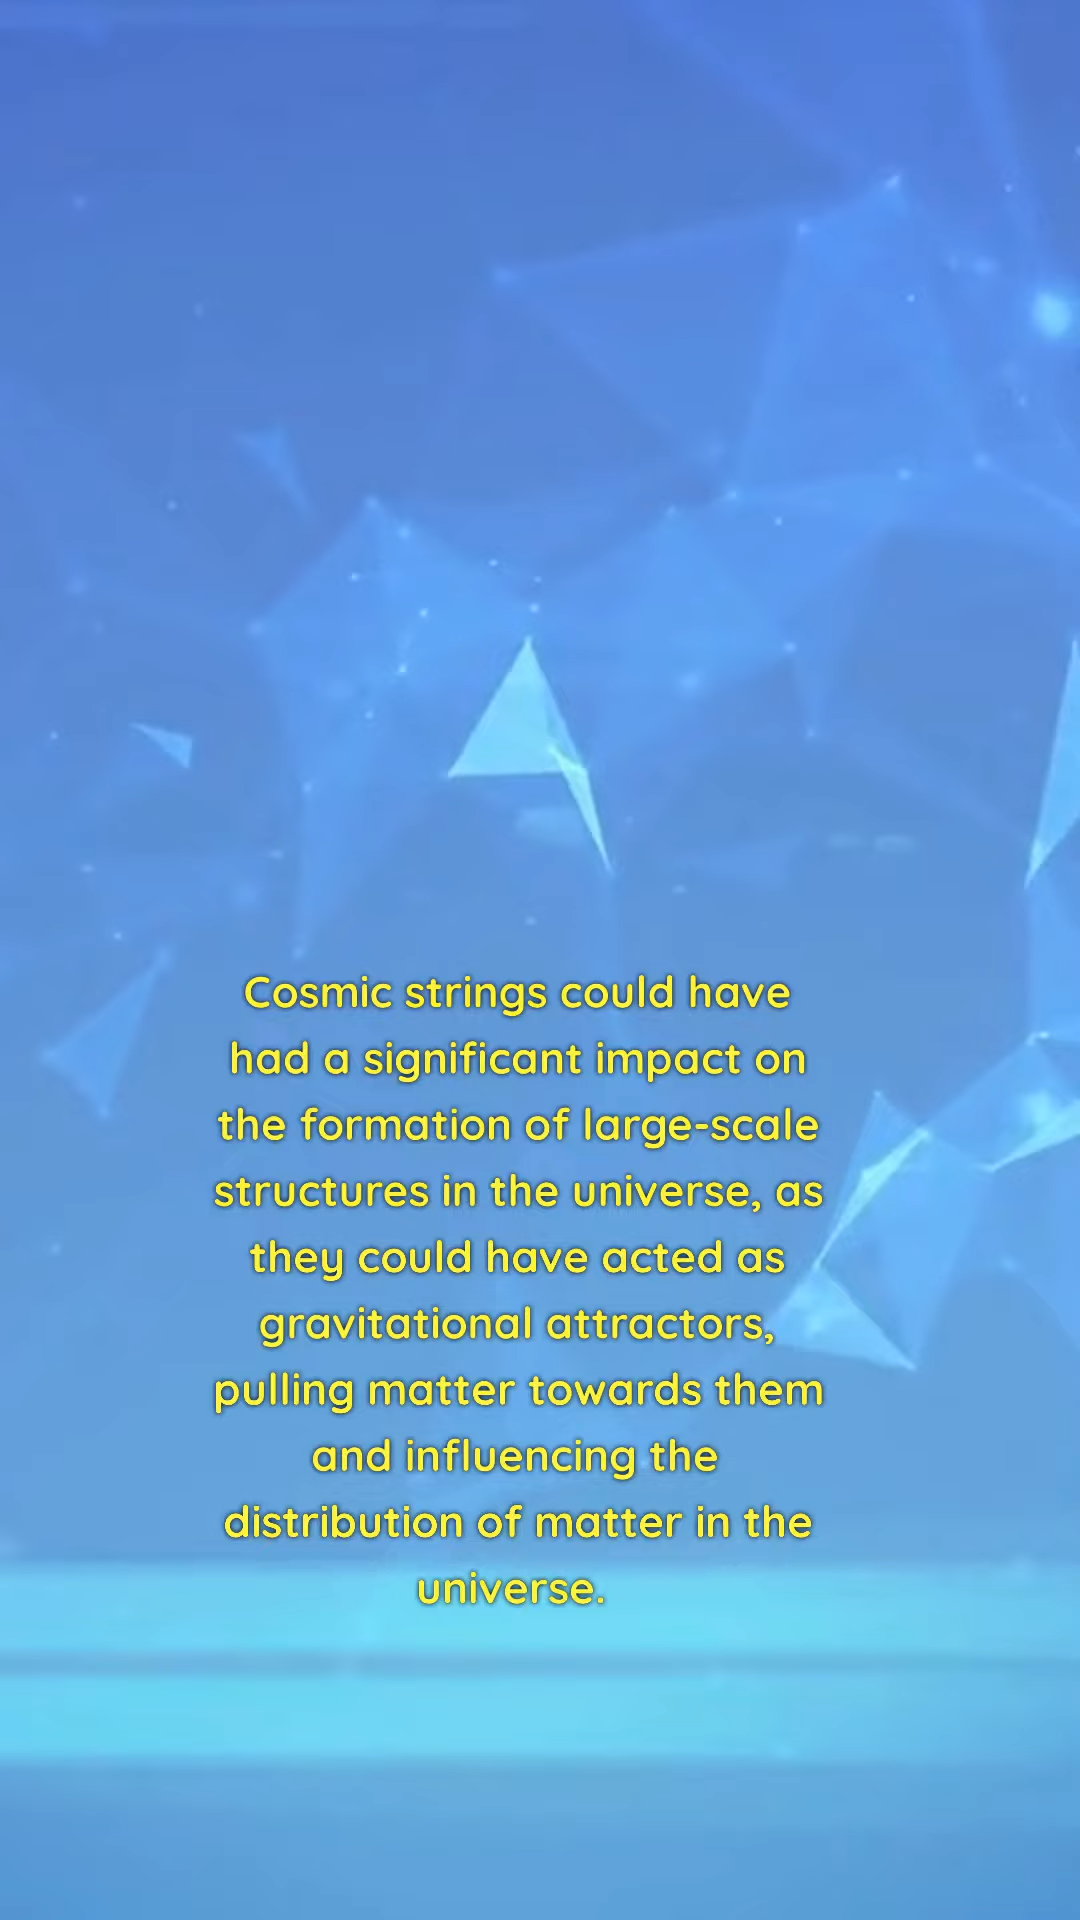 Cosmic strings could have
had a significant impact on
the formation of large-scale
structures in the universe, as
they could have acted as
gravitational attractors,
pulling matter towards them
and influencing the
distribution of matter in the
universe.